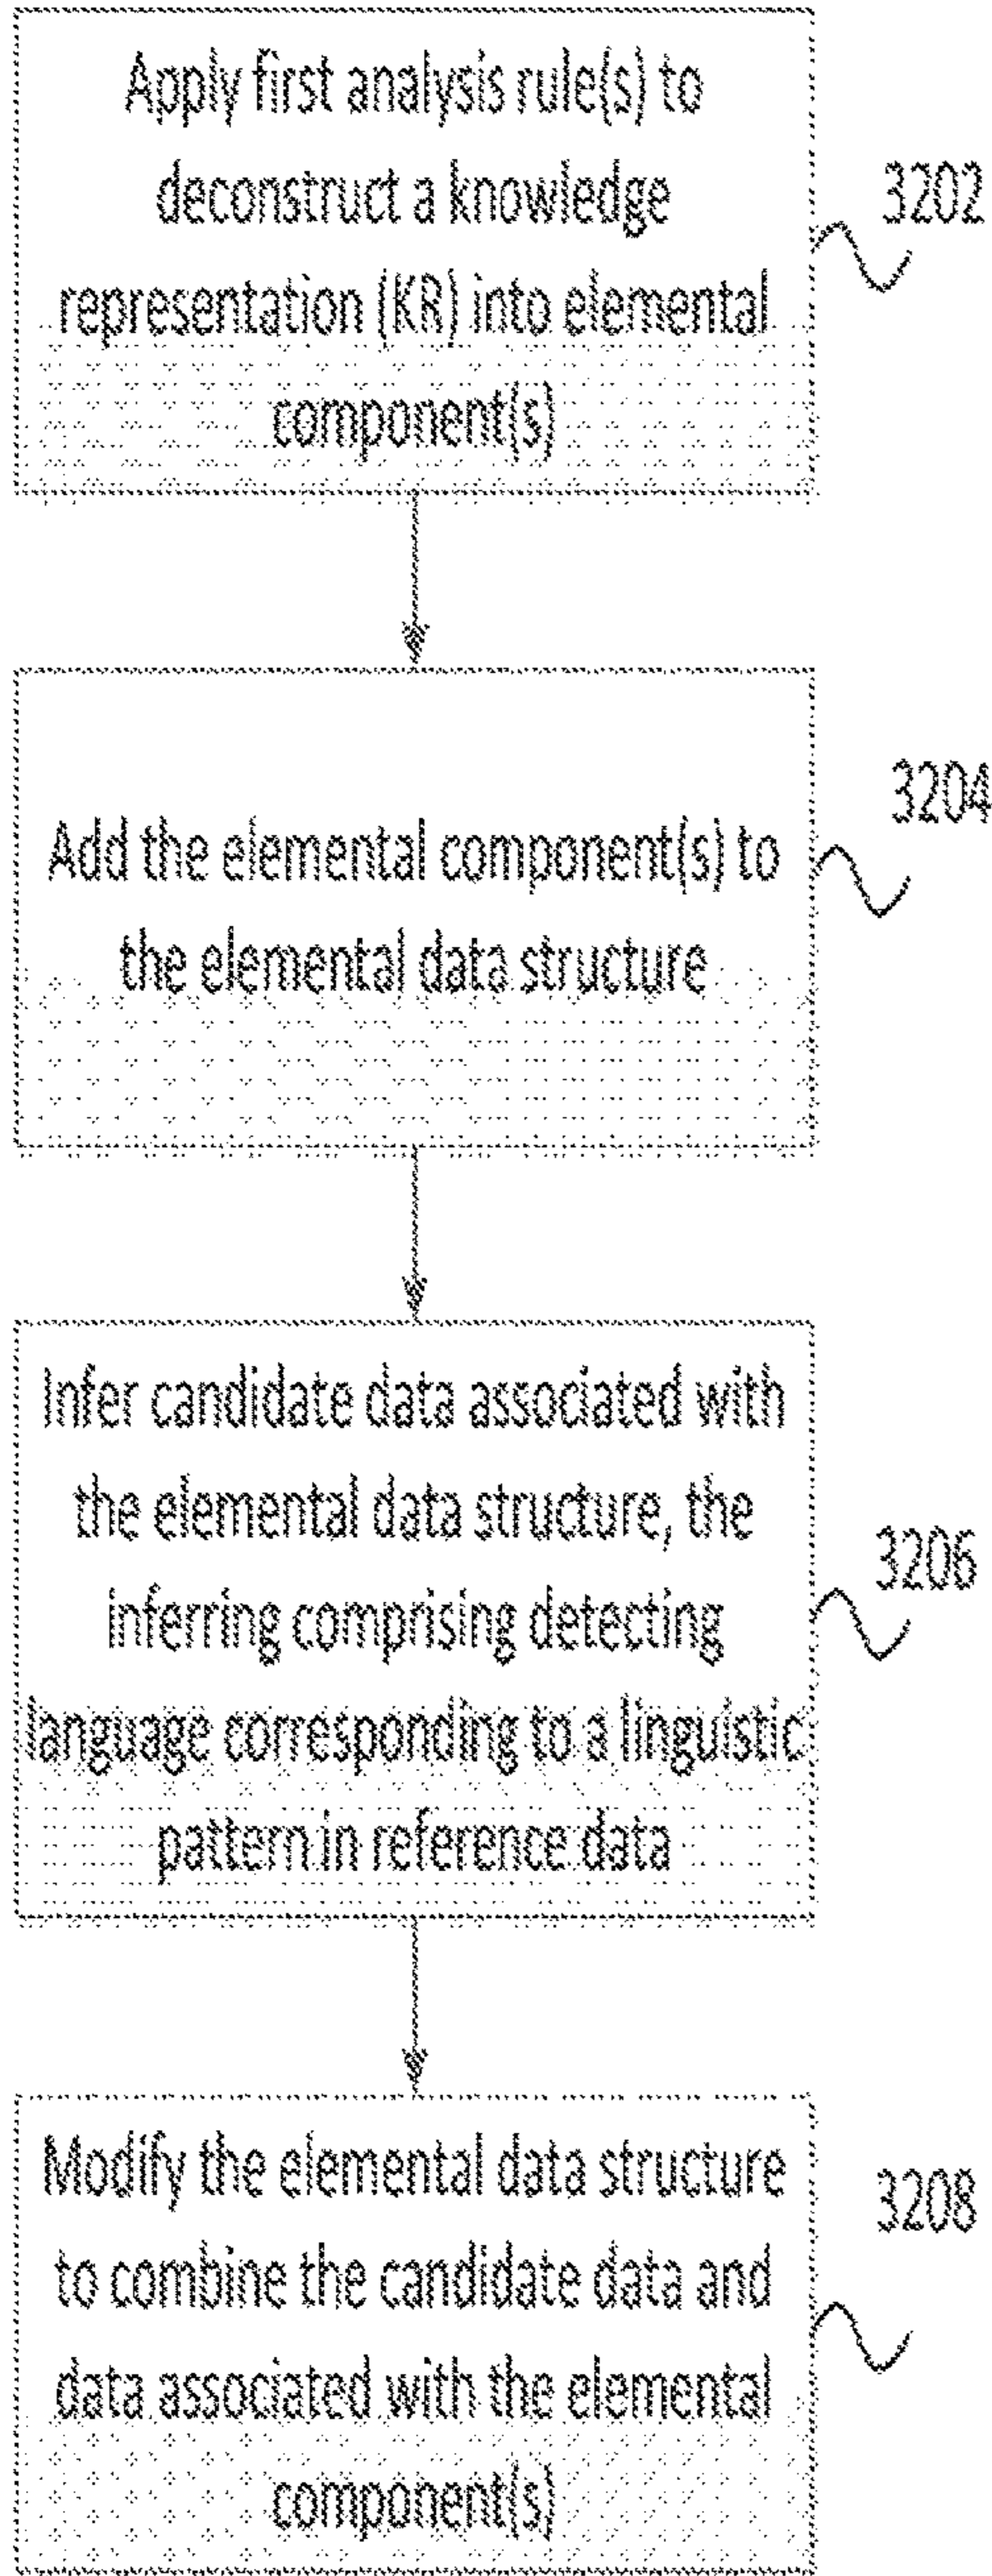 Apply first analysis rule(s) to
deconstruct a knowledge
representation (KR) into elemental
component(s)
3202
Add the elemental component(s) to
the elemental data structure
3204
Infer candidate data associated with
the elemental data structure, the
inferring comprising detecting
language corresponding to a linguistic
pattern in reference data
3206
Modify the elemental data structure
to combine the candidate data and
data associated with the elemental
component(s)
3208